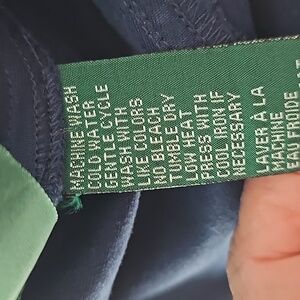 MACHINE WASH
COLD WATER
GENTLE CYCLE
WASH WITH
LIKE COLORS
NO BEACH
TUMBLE DRY
LOW HEAT
PRESS WITH
COOL IRON IF
NECESSARY
LAVER À LA
MACHINE
EAU FROIDE